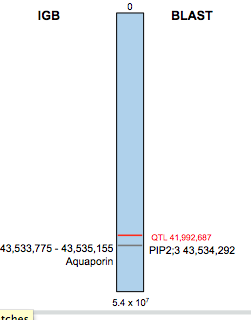 IGB
0
BLAST
QTL 41,992,687
43,533,775 - 43,535,155
PIP2;3 43,534,292
Aquaporin
5.4 x 10⁷
tches